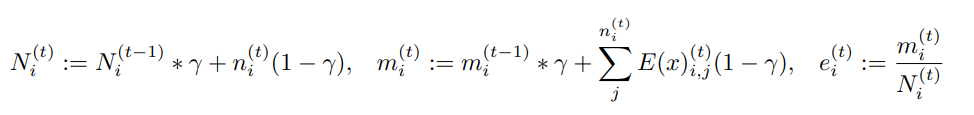 $N_i^{(t)} := N_i^{(t-1)} * \gamma + n_i^{(t)}(1-\gamma), \quad m_i^{(t)} := m_i^{(t-1)} * \gamma + \sum_j^{n_i^{(t)}} E(x)_{i,j}^{(t)}(1-\gamma), \quad e_i^{(t)} := \frac{m_i^{(t)}}{N_i^{(t)}}$